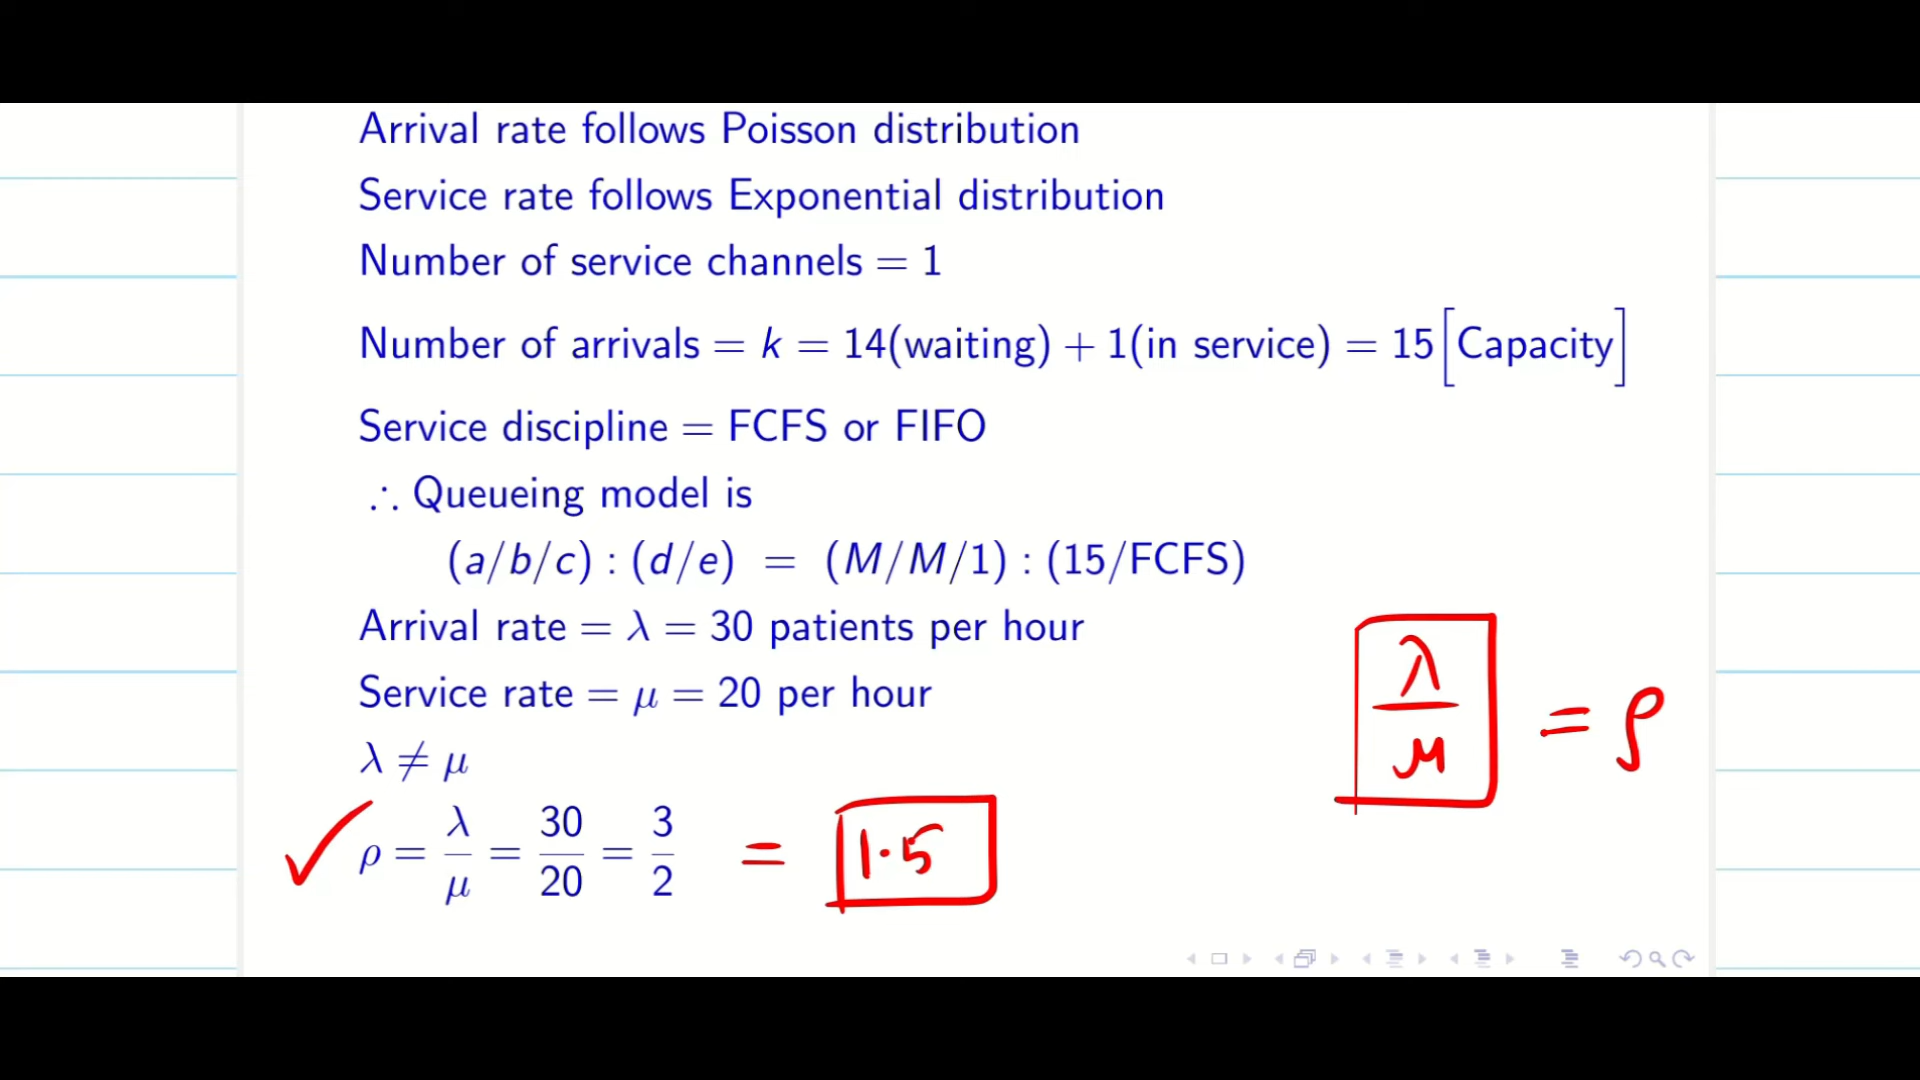 Arrival rate follows Poisson distribution
Service rate follows Exponential distribution
Number of service channels = 1
Number of arrivals = k = 14(waiting) + 1(in service) = 15[Capacity]
Service discipline = FCFS or FIFO
∴ Queueing model is
(a/b/c) : (d/e) = (M/M/1) : (15/FCFS)
Arrival rate = λ = 30 patients per hour
Service rate = μ = 20 per hour
λ/μ = ρ
λ ≠ μ
ρ = λ/μ = 30/20 = 3/2 = 1.5